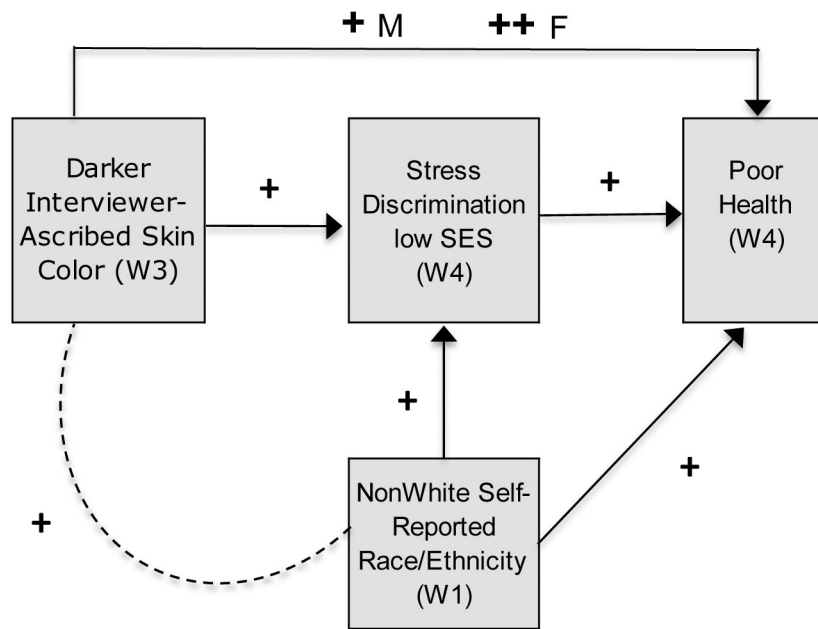 + M ++ F
Darker
Interviewer-
Ascribed Skin
Color (W3)
+
Stress
Discrimination
low SES
(W4)
+
Poor
Health
(W4)
+
+
+
NonWhite Self-
Reported
Race/Ethnicity
(W1)